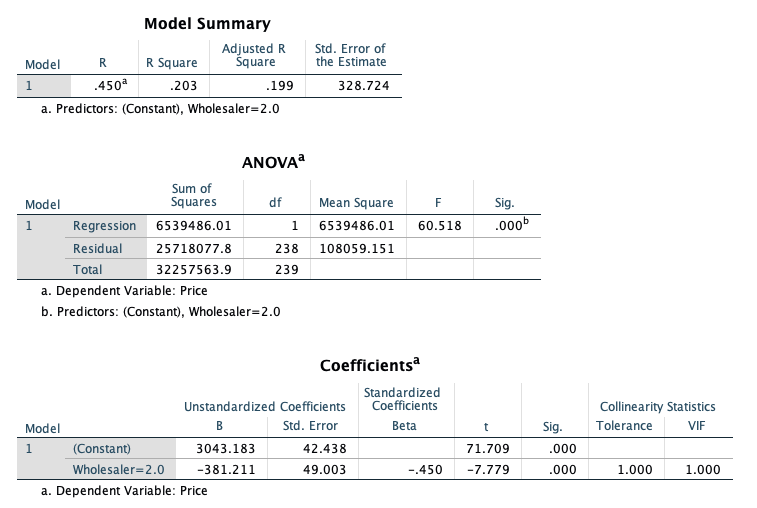 Model Summary
Model R R Square Adjusted R Square Std. Error of the Estimate
1 .450a .203 .199 328.724
a. Predictors: (Constant), Wholesaler=2.0
ANOVAa
Model Sum of Squares df Mean Square F Sig.
1 Regression 6539486.01 1 6539486.01 60.518 .000b
Residual 25718077.8 238 108059.151
Total 32257563.9 239
a. Dependent Variable: Price
b. Predictors: (Constant), Wholesaler=2.0
Coefficientsa
Unstandardized Coefficients Standardized Coefficients Collinearity Statistics
Model B Std. Error Beta t Sig. Tolerance VIF
1 (Constant) 3043.183 42.438 71.709 .000
Wholesaler=2.0 -381.211 49.003 -.450 -7.779 .000 1.000 1.000
a. Dependent Variable: Price